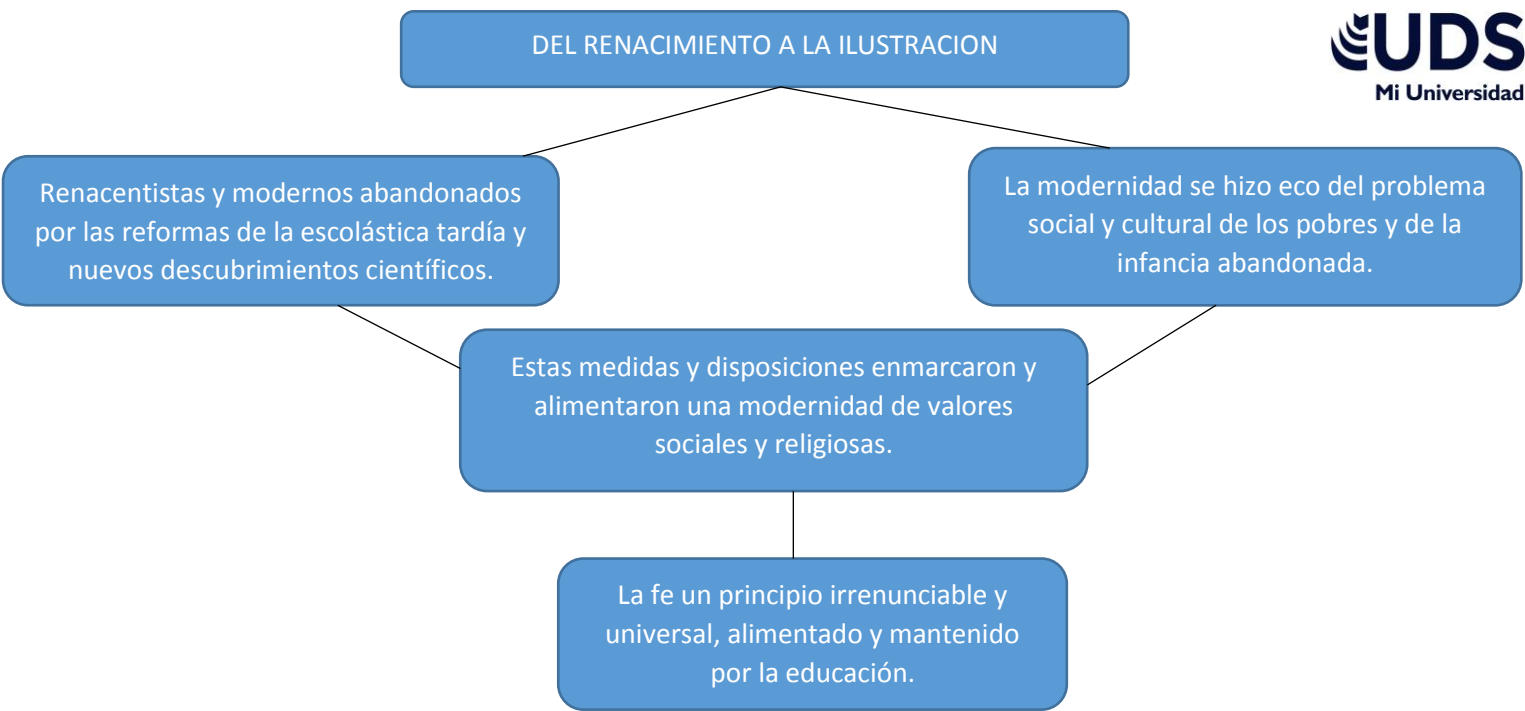 DEL RENACIMIENTO A LA ILUSTRACION
UDS
Mi Universidad
Renacentistas y modernos abandonados
por las reformas de la escolástica tardía y
nuevos descubrimientos científicos.
La modernidad se hizo eco del problema
social y cultural de los pobres y de la
infancia abandonada.
Estas medidas y disposiciones enmarcaron y
alimentaron una modernidad de valores
sociales y religiosas.
La fe un principio irrenunciable y
universal, alimentado y mantenido
por la educación.